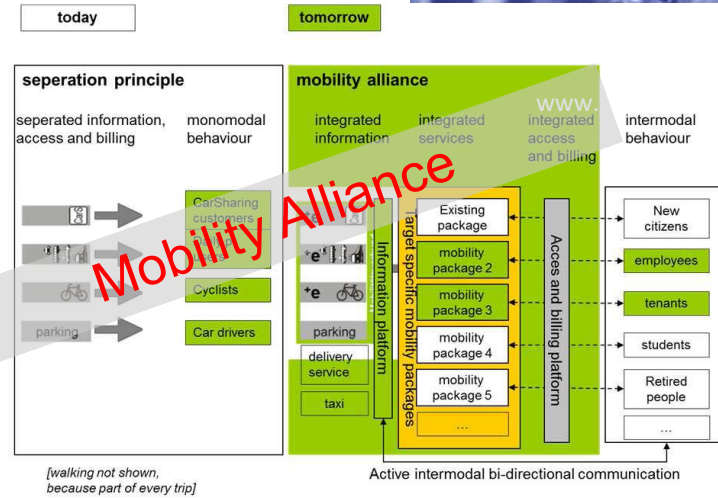 today
tomorrow
seperation principle
mobility alliance
seperated information,
access and billing
monomodal
behaviour
integrated
information
integrated
services
integrated
access
and billing
intermodal
behaviour
www.
Mobility Alliance
CarS
CarSharing
customers
users
Cyclists
parking
Car drivers
+e
+e
+e
parking
delivery
service
taxi
Information platform
Target specific mobility packages
Existing
package
mobility
package 2
mobility
package 3
mobility
package 4
mobility
package 5
...
Acces and billing platform
New
citizens
employees
tenants
students
Retired
people
...
[walking not shown,
because part of every trip]
Active intermodal bi-directional communication